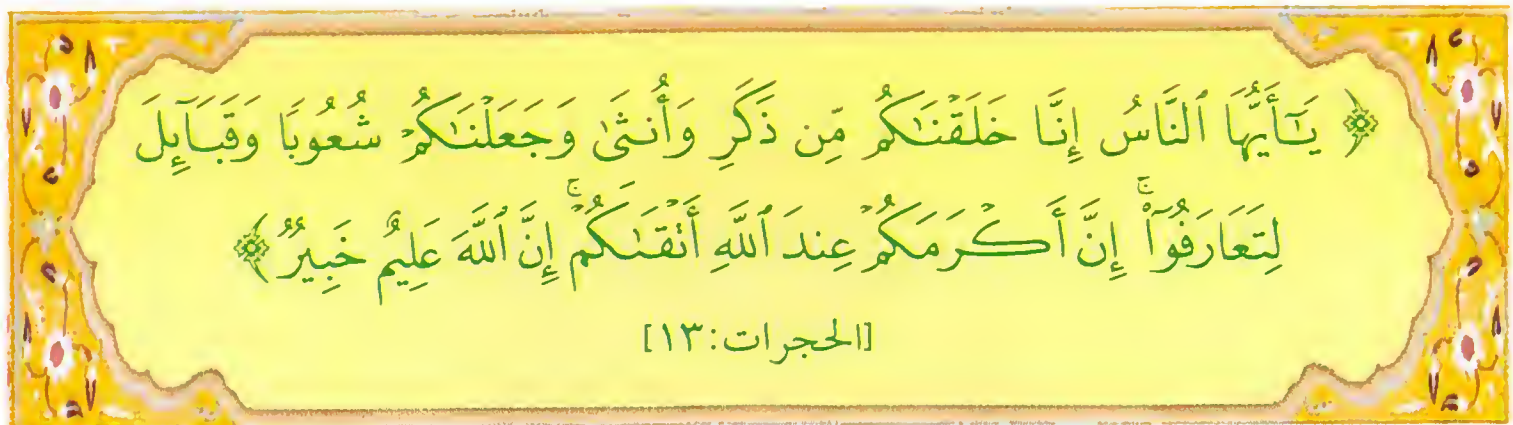 ﴿ يَـٰٓأَيُّهَا ٱلنَّاسُ إِنَّا خَلَقْنَـٰكُم مِّن ذَكَرٍ وَأُنثَىٰ وَجَعَلْنَـٰكُمْ شُعُوبًا وَقَبَآئِلَ
لِتَعَارَفُوٓا۟ ۚ إِنَّ أَكْرَمَكُمْ عِندَ ٱللَّهِ أَتْقَىٰكُمْ ۚ إِنَّ ٱللَّهَ عَلِيمٌ خَبِيرٌ ﴾
[الحجرات: ١٣]